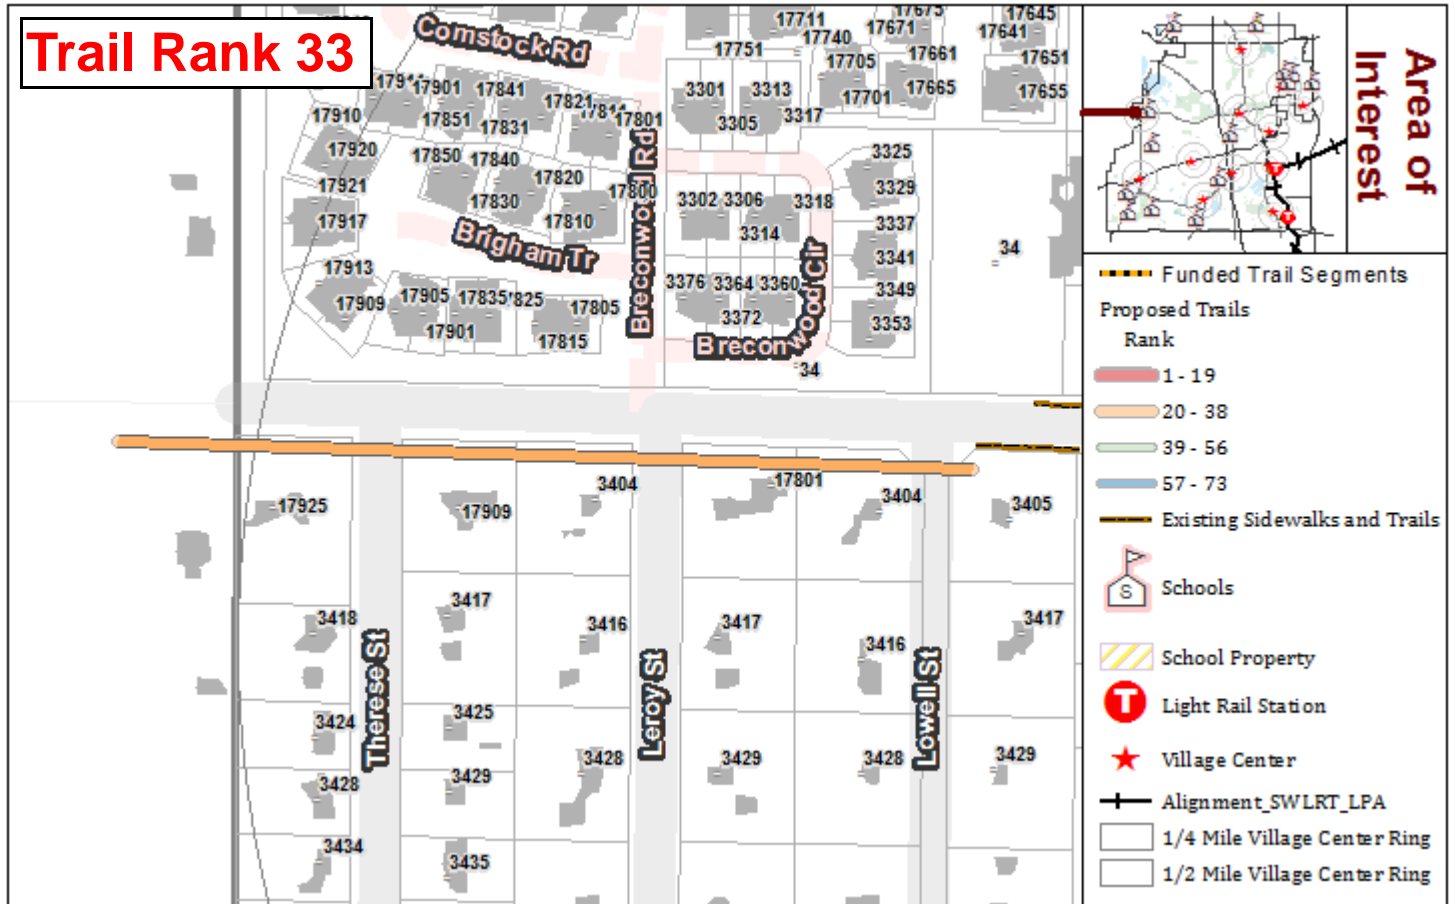 Trail Rank 33
Comstock Rd
17711
17675
17645
17740
17671
17641
17751
17661
17651
17705
17901
17841
17821
17801
3301
3313
17701
17665
17655
17910
17851
17831
3305
3317
17920
17850
17840
3325
17921
17830
17820
17800
3302
3306
3318
3329
17917
17810
3314
3337
Brigham Tr
Breconwood Rd
Breconwood Cir
34
17913
3341
17909
17905
17835
17805
3376
3364
3360
3349
17901
17815
3372
3353
34
17925
17909
3404
17801
3404
3405
3418
3417
3416
3417
3416
3417
Therese St
Leroy St
Lowell St
3424
3425
3428
3429
3428
3429
3428
3429
3434
3435
Area of
Interest
Funded Trail Segments
Proposed Trails
Rank
1 - 19
20 - 38
39 - 56
57 - 73
Existing Sidewalks and Trails
S
Schools
School Property
T
Light Rail Station
Village Center
Alignment_SWLRT_LPA
1/4 Mile Village Center Ring
1/2 Mile Village Center Ring